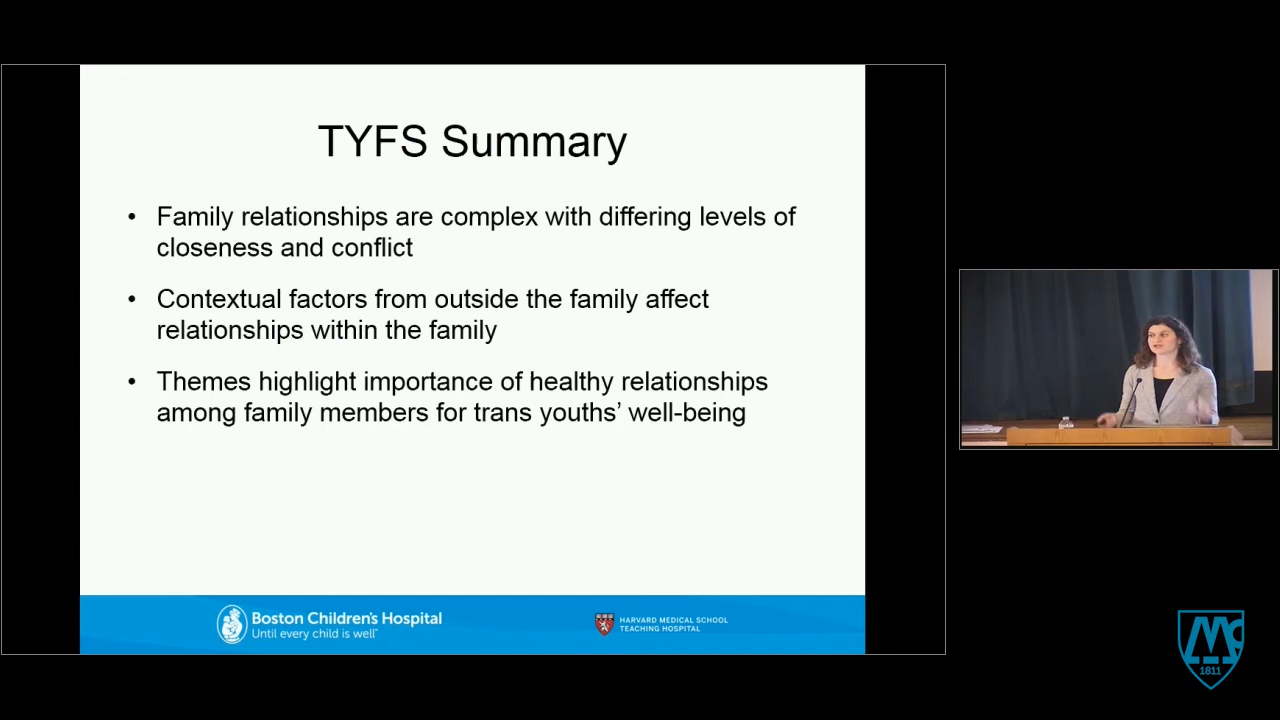 TYFS Summary
• Family relationships are complex with differing levels of
closeness and conflict
• Contextual factors from outside the family affect
relationships within the family
• Themes highlight importance of healthy relationships
among family members for trans youths’ well-being
Boston Children's Hospital
Until every child is well™
HARVARD MEDICAL SCHOOL
TEACHING HOSPITAL
1811